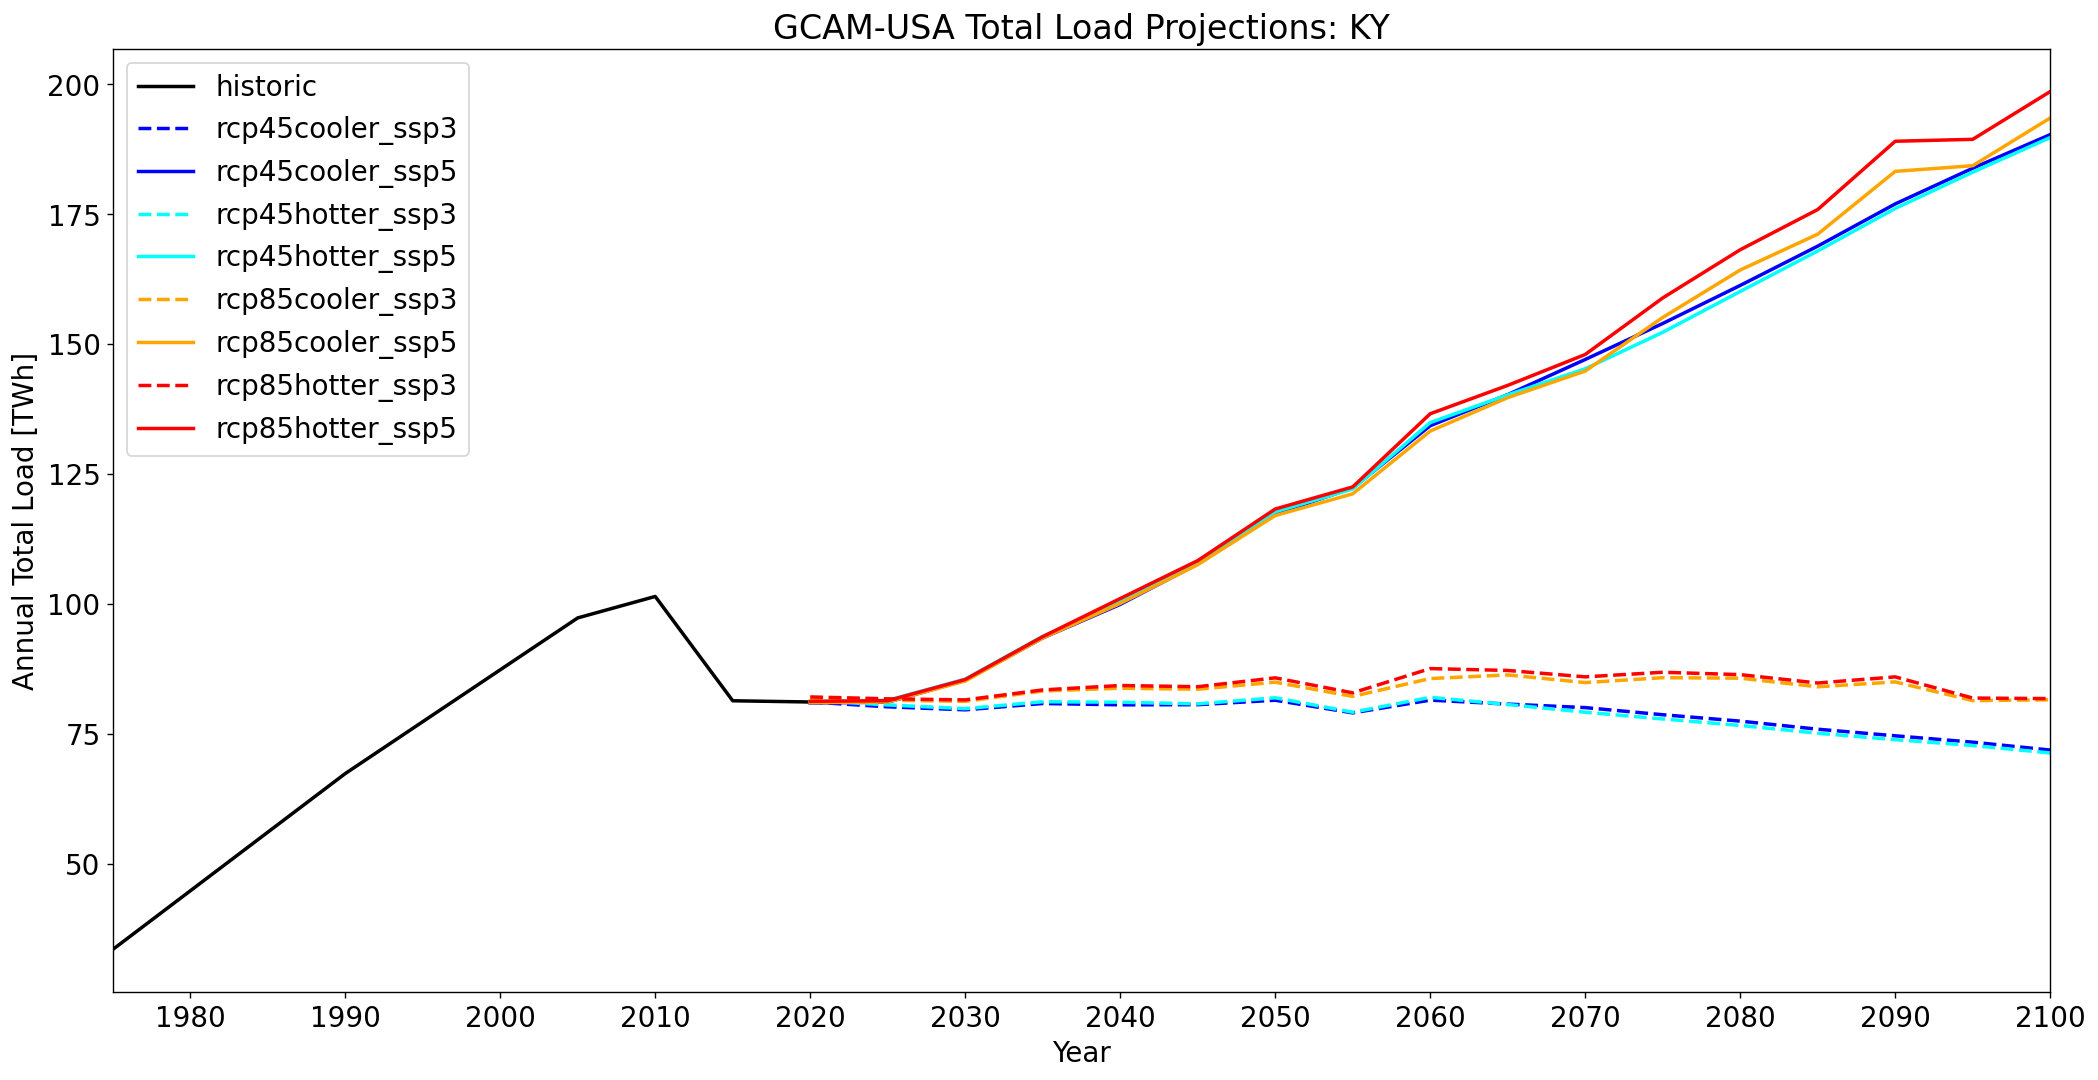 GCAM-USA Total Load Projections: KY
200
175
150
125
100
75
50
Annual Total Load [TWh]
historic
rcp45cooler_ssp3
rcp45cooler_ssp5
rcp45hotter_ssp3
rcp45hotter_ssp5
rcp85cooler_ssp3
rcp85cooler_ssp5
rcp85hotter_ssp3
rcp85hotter_ssp5
1980 1990 2000 2010 2020 2030 2040 2050 2060 2070 2080 2090 2100
Year